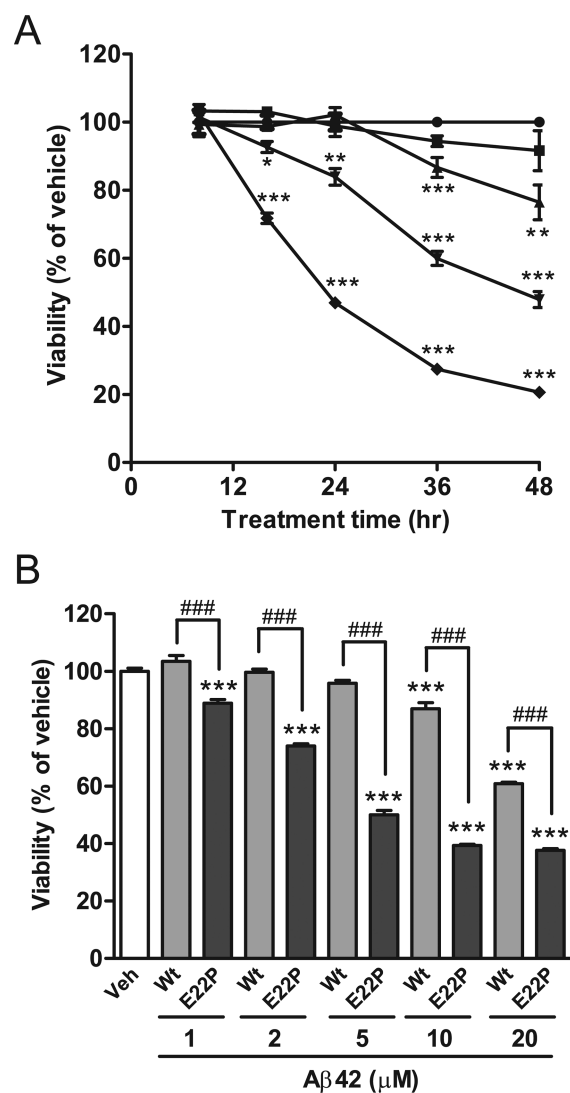 A
120
100
80
60
40
20
0
Viability (% of vehicle)
*
**
***
**
***
***
***
***
***
***
0 12 24 36 48
Treatment time (hr)
B
120
100
80
60
40
20
0
Viability (% of vehicle)
### ### ### ### ###
*** *** *** *** *** *** ***
Veh Wt E22P Wt E22P Wt E22P Wt E22P Wt E22P
1 2 5 10 20
Aβ42 (μM)